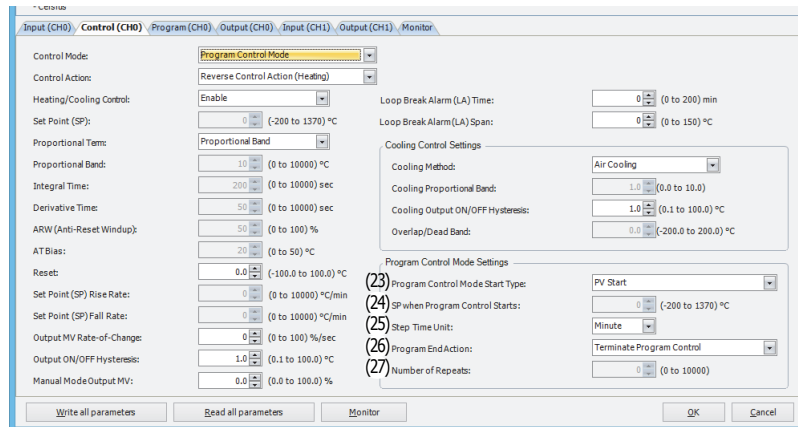 - Celsius
Input (CH0) Control (CH0) Program (CH0) Output (CH0) Input (CH1) Output (CH1) Monitor
Control Mode: Program Control Mode
Control Action: Reverse Control Action (Heating)
Heating/Cooling Control: Enable
Set Point (SP): 0 (-200 to 1370) °C
Proportional Term: Proportional Band
Proportional Band: 10 (0 to 10000) °C
Integral Time: 200 (0 to 10000) sec
Derivative Time: 50 (0 to 10000) sec
ARW (Anti-Reset Windup): 50 (0 to 100) %
AT Bias: 20 (0 to 50) °C
Reset: 0.0 (-100.0 to 100.0) °C
Set Point (SP) Rise Rate: 0 (0 to 10000) °C/min
Set Point (SP) Fall Rate: 0 (0 to 10000) °C/min
Output MV Rate-of-Change: 0 (0 to 100) %/sec
Output ON/OFF Hysteresis: 1.0 (0.1 to 100.0) °C
Manual Mode Output MV: 0.0 (0.0 to 100.0) %
Loop Break Alarm (LA) Time: 0 (0 to 200) min
Loop Break Alarm (LA) Span: 0 (0 to 150) °C
Cooling Control Settings
Cooling Method: Air Cooling
Cooling Proportional Band: 1.0 (0.0 to 10.0)
Cooling Output ON/OFF Hysteresis: 1.0 (0.1 to 100.0) °C
Overlap/Dead Band: 0.0 (-200.0 to 200.0) °C
Program Control Mode Settings
(23) Program Control Mode Start Type: PV Start
(24) SP when Program Control Starts: 0 (-200 to 1370) °C
(25) Step Time Unit: Minute
(26) Program End Action: Terminate Program Control
(27) Number of Repeats: 0 (0 to 10000)
Write all parameters Read all parameters Monitor OK Cancel